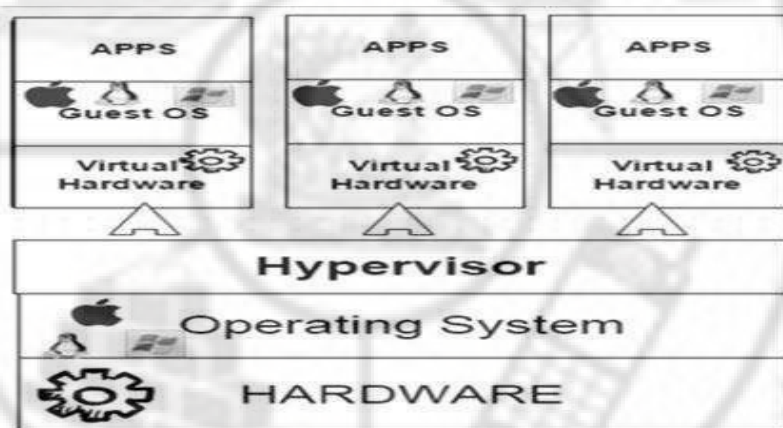 APPS
Guest OS
Virtual
Hardware
APPS
Guest OS
Virtual
Hardware
APPS
Guest OS
Virtual
Hardware
Hypervisor
Operating System
HARDWARE